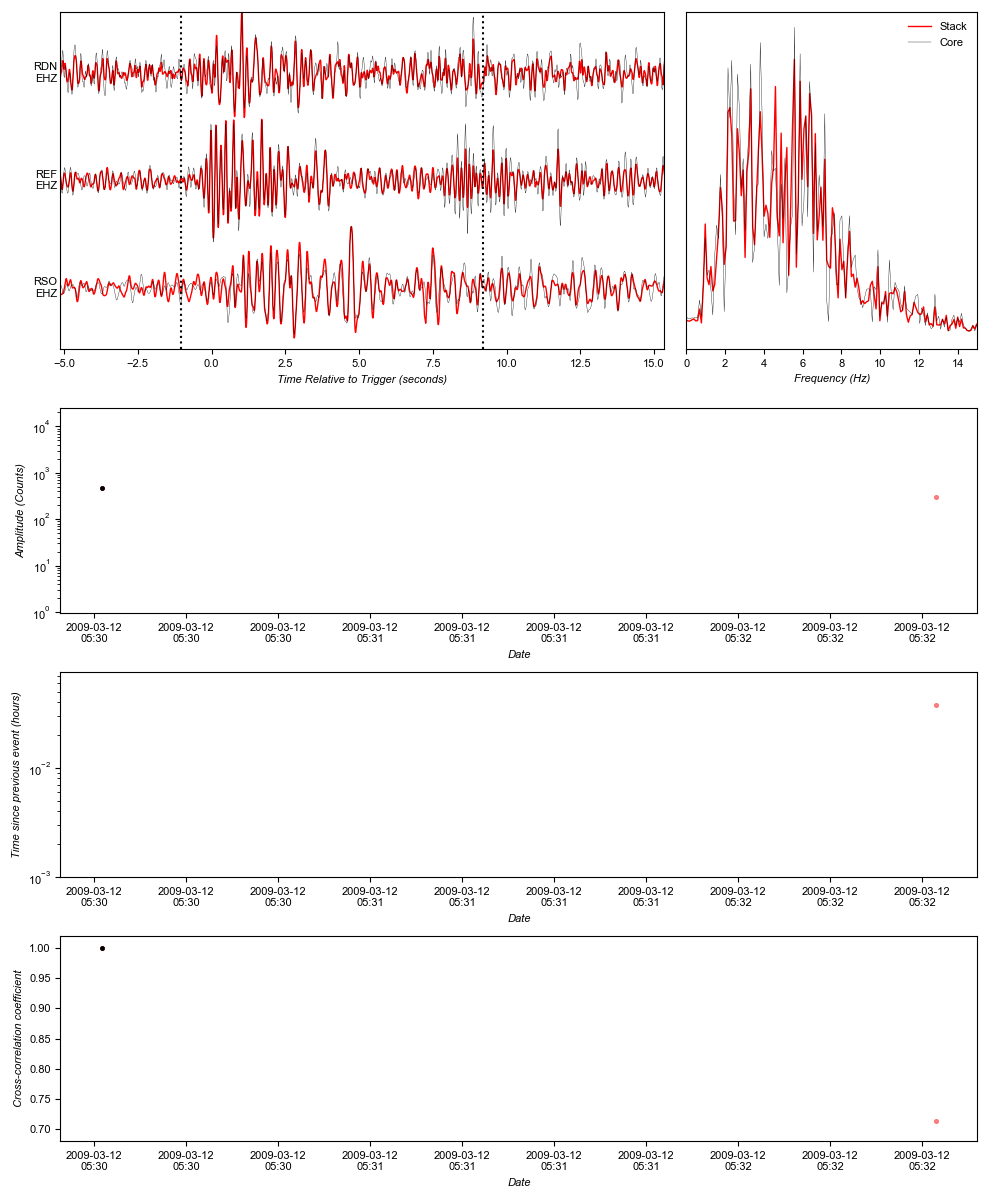 RDN
EHZ
REF
EHZ
RSO
EHZ
−5.0 −2.5 0.0 2.5 5.0 7.5 10.0 12.5 15.0
Time Relative to Trigger (seconds)
Stack
Core
0 2 4 6 8 10 12 14
Frequency (Hz)
10^4
10^3
10^2
10^1
10^0
Amplitude (Counts)
2009-03-12 2009-03-12 2009-03-12 2009-03-12 2009-03-12 2009-03-12 2009-03-12 2009-03-12 2009-03-12 2009-03-12
05:30 05:30 05:30 05:31 05:31 05:31 05:31 05:32 05:32 05:32
Date
10^−2
10^−3
Time since previous event (hours)
2009-03-12 2009-03-12 2009-03-12 2009-03-12 2009-03-12 2009-03-12 2009-03-12 2009-03-12 2009-03-12 2009-03-12
05:30 05:30 05:30 05:31 05:31 05:31 05:31 05:32 05:32 05:32
Date
1.00
0.95
0.90
0.85
0.80
0.75
0.70
Cross-correlation coefficient
2009-03-12 2009-03-12 2009-03-12 2009-03-12 2009-03-12 2009-03-12 2009-03-12 2009-03-12 2009-03-12 2009-03-12
05:30 05:30 05:30 05:31 05:31 05:31 05:31 05:32 05:32 05:32
Date